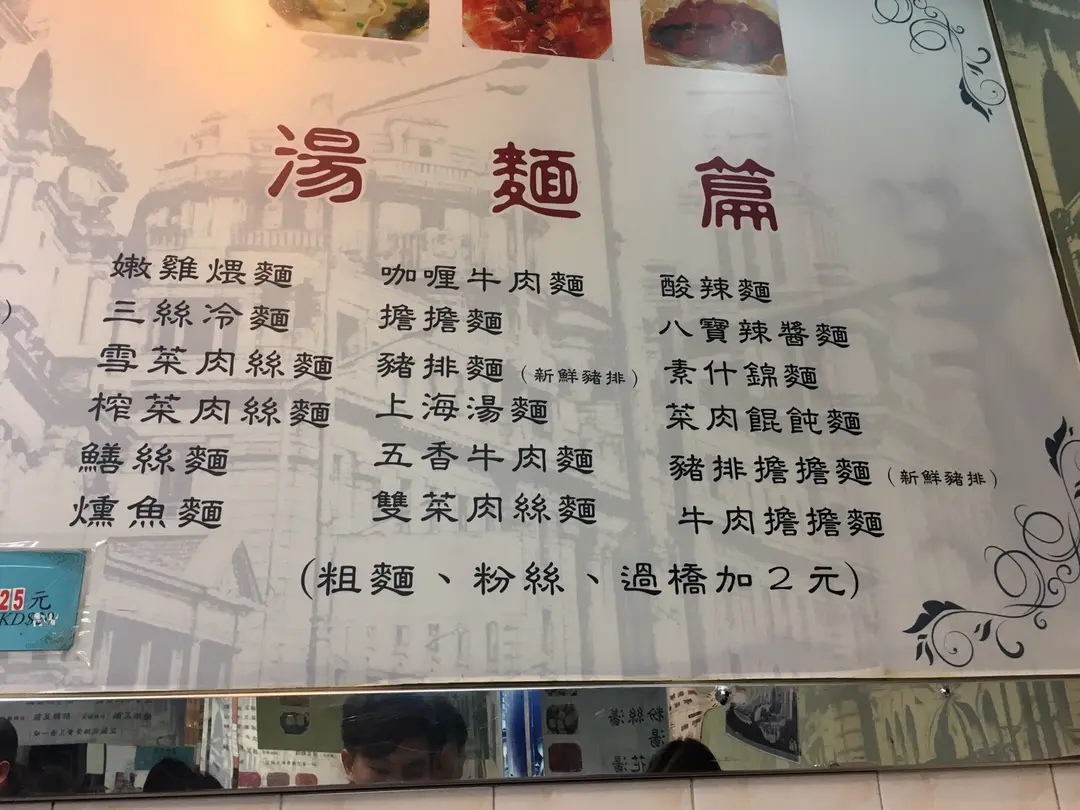 湯麵篇
嫩雞煨麵
三絲冷麵
雪菜肉絲麵
榨菜肉絲麵
鱔絲麵
燻魚麵
咖喱牛肉麵
擔擔麵
豬排麵（新鮮豬排）
上海湯麵
五香牛肉麵
雙菜肉絲麵
酸辣麵
八寶辣醬麵
素什錦麵
菜肉餛飩麵
豬排擔擔麵（新鮮豬排）
牛肉擔擔麵
(粗麵、粉絲、過橋加2元)
25元